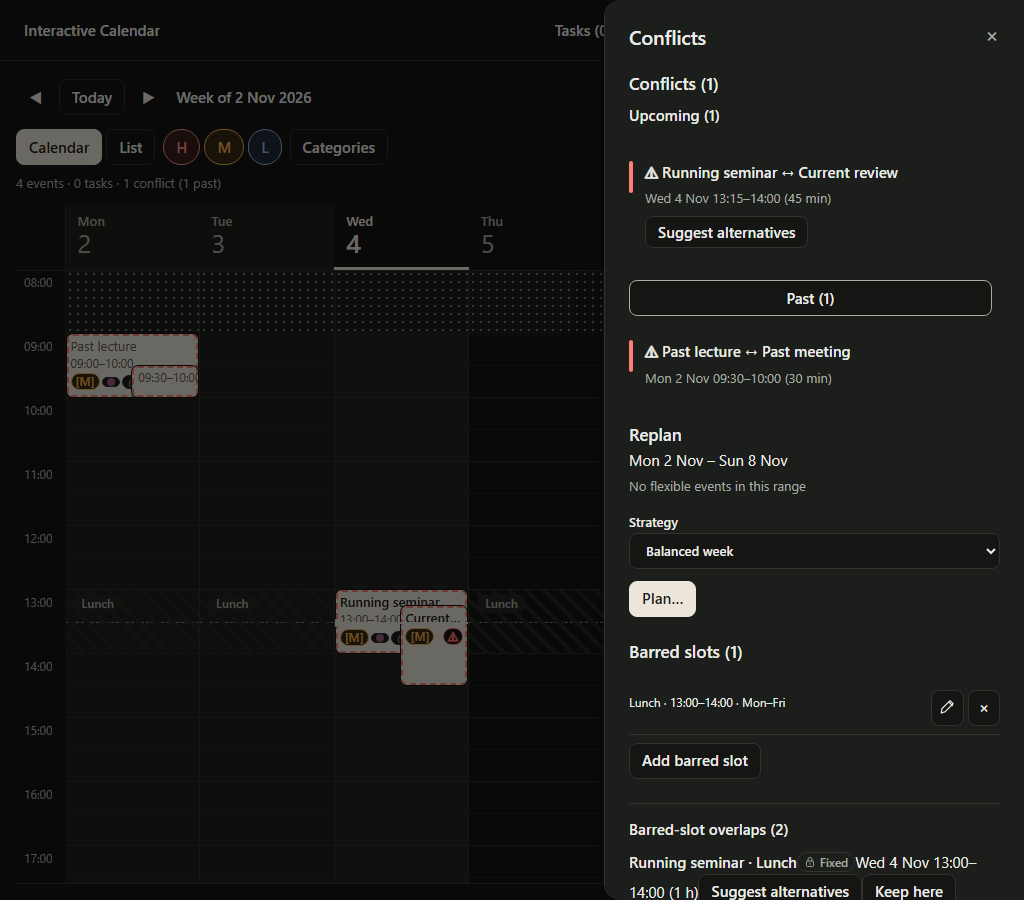 Interactive Calendar
Tasks (0
◀ Today ▶ Week of 2 Nov 2026
Calendar List H M L Categories
4 events · 0 tasks · 1 conflict (1 past)
Mon Tue Wed Thu
2 3 4 5
08:00
09:00
Past lecture
09:00–10:00
[M]
09:30–10:00
10:00
11:00
12:00
13:00
Lunch
Lunch
Running seminar
13:00–14:00
[M]
Current...
[M]
Lunch
14:00
15:00
16:00
17:00
Conflicts ×
Conflicts (1)
Upcoming (1)
⚠ Running seminar ↔ Current review
Wed 4 Nov 13:15–14:00 (45 min)
Suggest alternatives
Past (1)
⚠ Past lecture ↔ Past meeting
Mon 2 Nov 09:30–10:00 (30 min)
Replan
Mon 2 Nov – Sun 8 Nov
No flexible events in this range
Strategy
Balanced week
Plan...
Barred slots (1)
Lunch · 13:00–14:00 · Mon–Fri ×
Add barred slot
Barred-slot overlaps (2)
Running seminar · Lunch Fixed Wed 4 Nov 13:00–
14:00 (1 h) Suggest alternatives Keep here